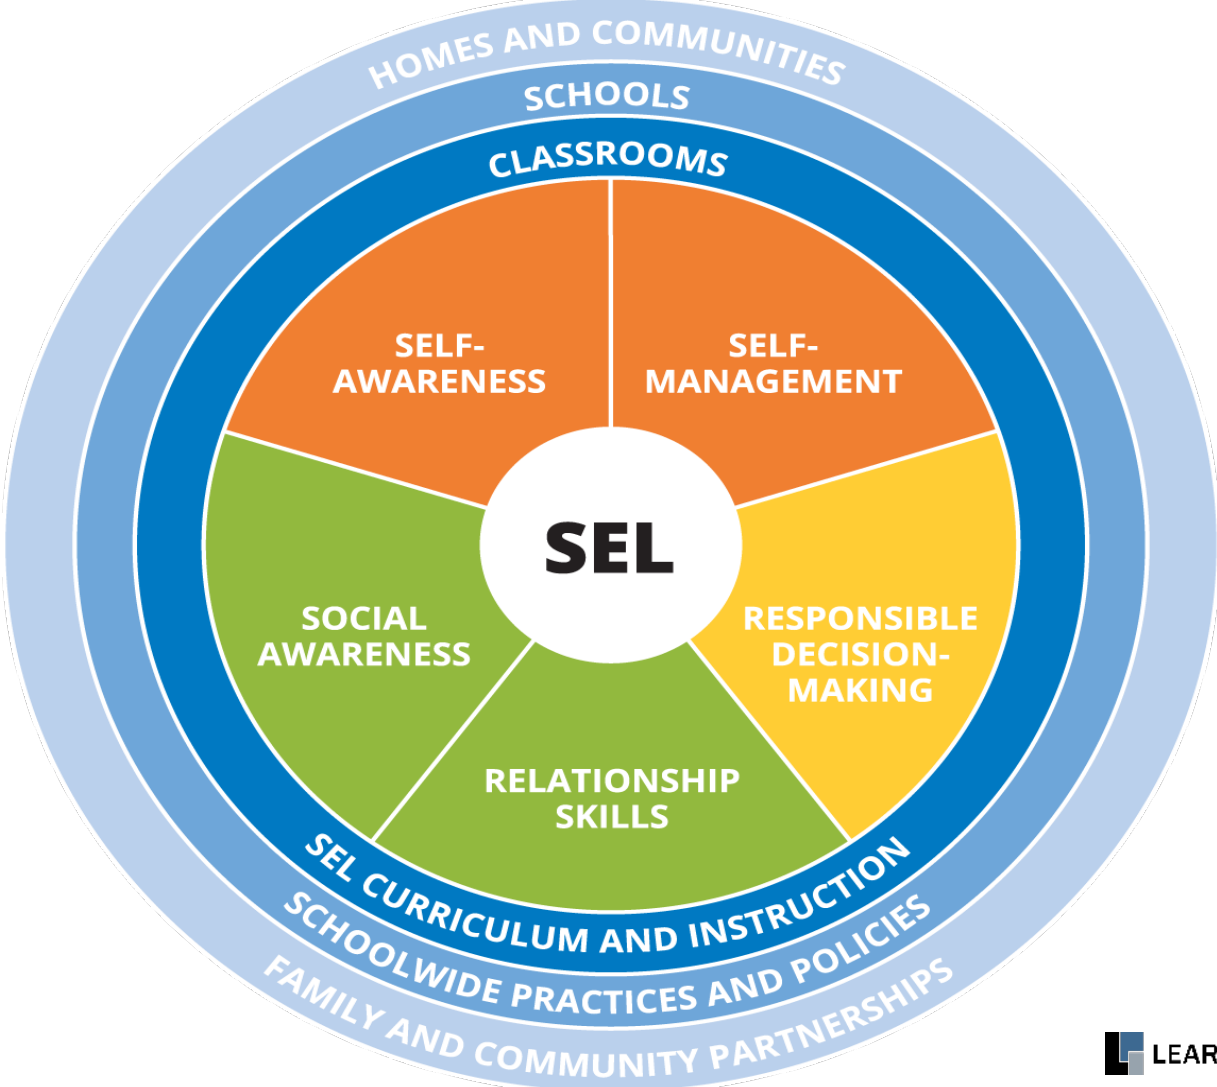 HOMES AND COMMUNITIES
SCHOOLS
CLASSROOMS
SELF-
AWARENESS
SELF-
MANAGEMENT
SEL
SOCIAL
AWARENESS
RESPONSIBLE
DECISION-
MAKING
RELATIONSHIP
SKILLS
SEL CURRICULUM AND INSTRUCTION
SCHOOLWIDE PRACTICES AND POLICIES
FAMILY AND COMMUNITY PARTNERSHIPS
LEAR